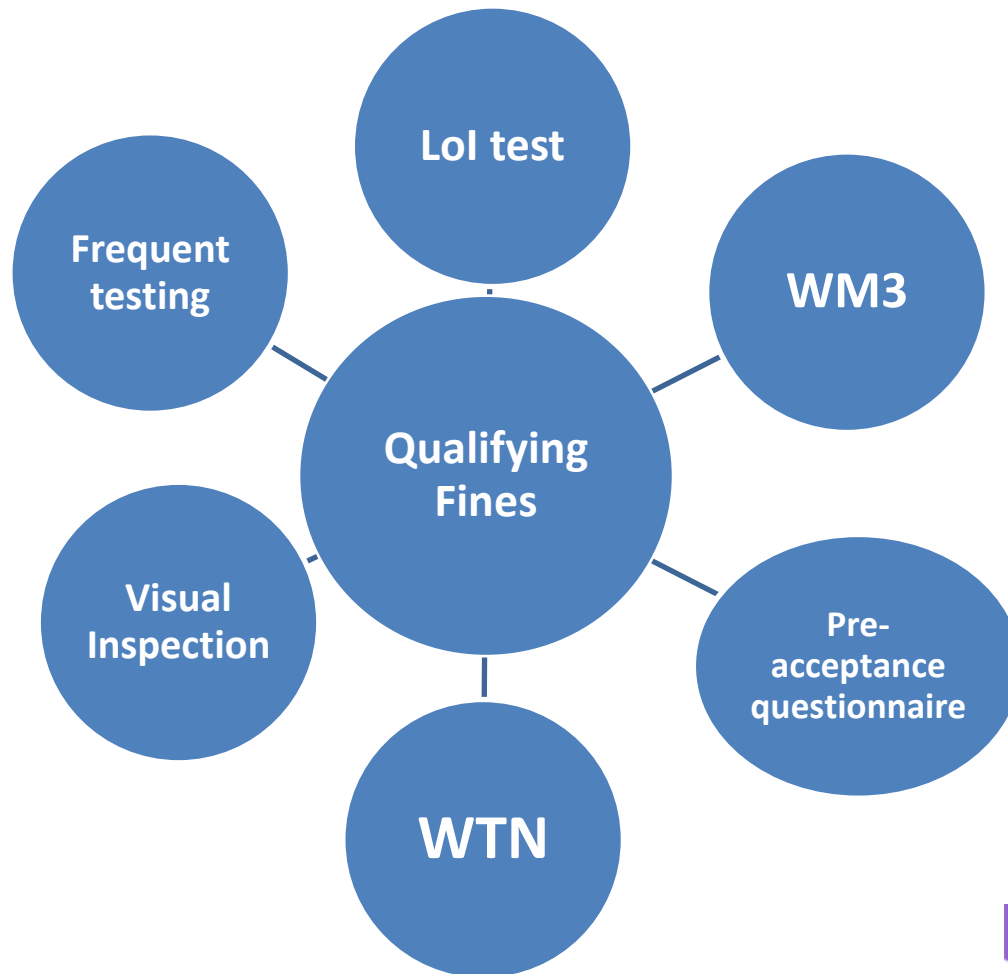 LoI test
Frequent
testing
WM3
Qualifying
Fines
Visual
Inspection
Pre-
acceptance
questionnaire
WTN